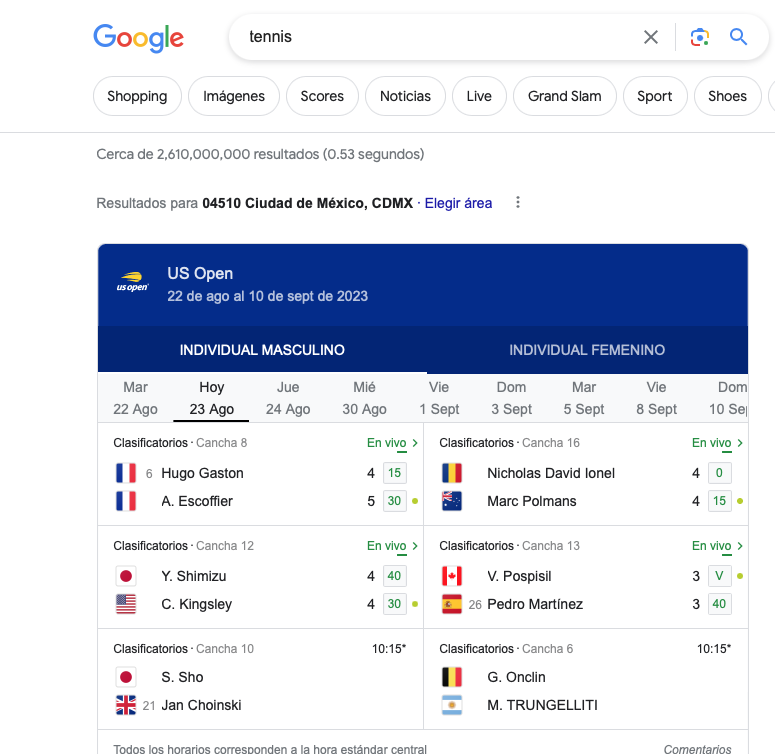 Google
tennis
Shopping Imágenes Scores Noticias Live Grand Slam Sport Shoes
Cerca de 2,610,000,000 resultados (0.53 segundos)
Resultados para 04510 Ciudad de México, CDMX · Elegir área
us open
US Open
22 de ago al 10 de sept de 2023
INDIVIDUAL MASCULINO INDIVIDUAL FEMENINO
Mar Hoy Jue Mié Vie Dom Mar Vie Dom
22 Ago 23 Ago 24 Ago 30 Ago 1 Sept 3 Sept 5 Sept 8 Sept 10 Sep
Clasificatorios · Cancha 8 En vivo
6 Hugo Gaston 4 15
A. Escoffier 5 30
Clasificatorios · Cancha 16 En vivo
Nicholas David Ionel 4 0
Marc Polmans 4 15
Clasificatorios · Cancha 12 En vivo
Y. Shimizu 4 40
C. Kingsley 4 30
Clasificatorios · Cancha 13 En vivo
V. Pospisil 3 V
26 Pedro Martínez 3 40
Clasificatorios · Cancha 10 10:15*
S. Sho
21 Jan Choinski
Clasificatorios · Cancha 6 10:15*
G. Onclin
M. TRUNGELLITI
Todos los horarios corresponden a la hora estándar central Comentarios